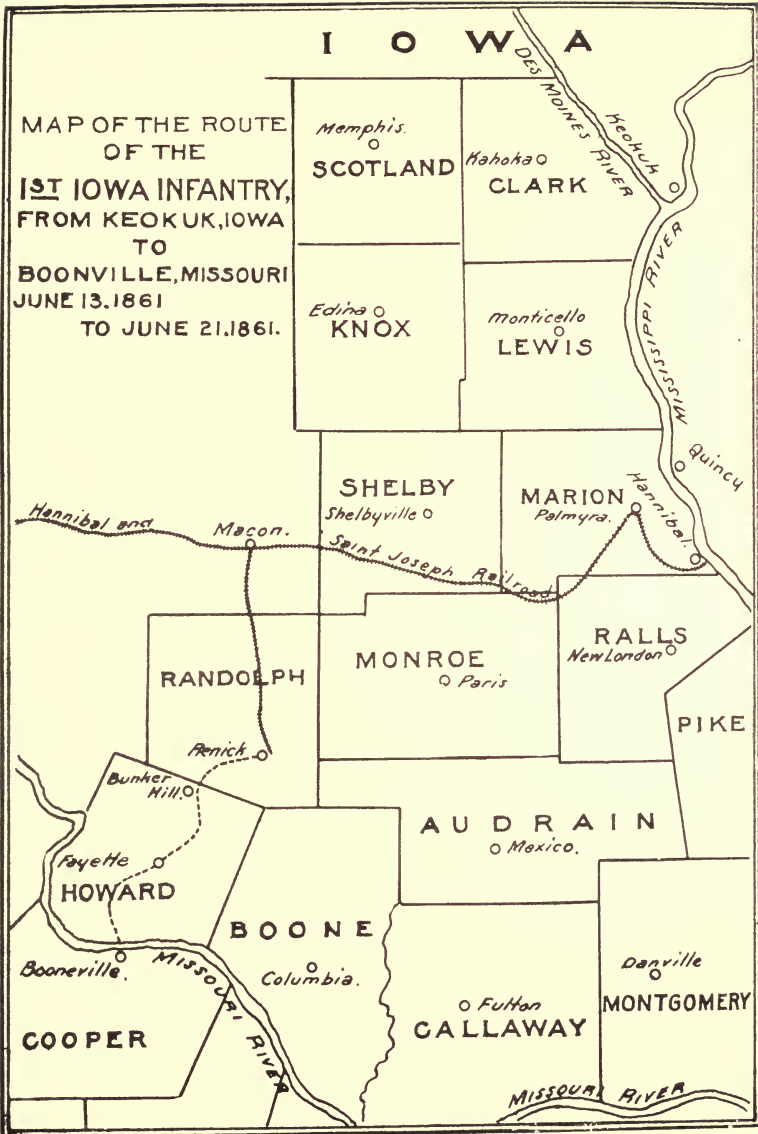 IOWA
MAP OF THE ROUTE
OF THE
1ST IOWA INFANTRY,
FROM KEOKUK, IOWA
TO
BOONVILLE, MISSOURI
JUNE 13.1861
TO JUNE 21.1861.
DES MOINES RIVER
Keokuk
Memphis.
SCOTLAND
Kahoka
CLARK
MISSISSIPPI RIVER
Edina
KNOX
Monticello
LEWIS
Quincy
SHELBY
Shelbyville
MARION
Palmyra.
Hannibal.
Hannibal and
Macon.
Saint Joseph Railroad
RANDOLPH
MONROE
Paris
RALLS
New London
PIKE
Renick
Bunker
Hill.
AUDRAIN
Mexico.
Fayette
HOWARD
BOONE
Columbia.
Booneville.
MISSOURI RIVER
COOPER
Fulton
CALLAWAY
Danville
MONTGOMERY
MISSOURI RIVER